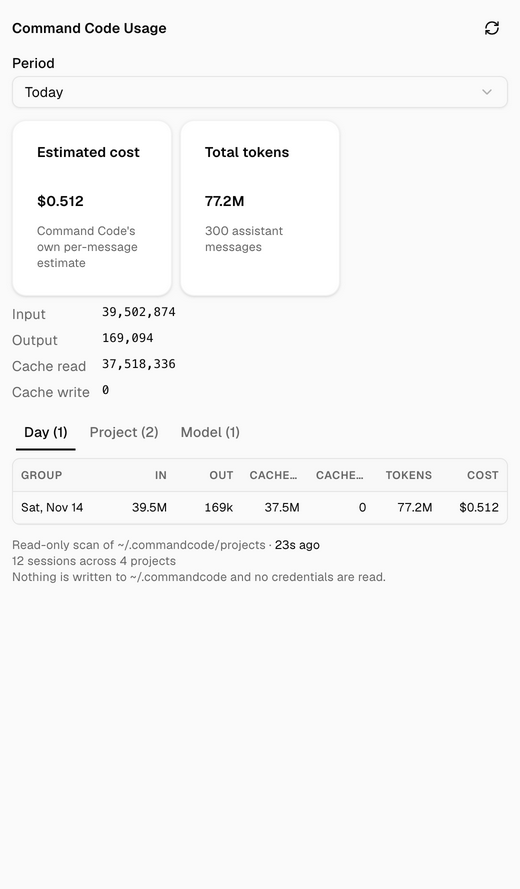 Command Code Usage
Period
Today
Estimated cost
$0.512
Command Code's
own per-message
estimate
Total tokens
77.2M
300 assistant
messages
Input 39,502,874
Output 169,094
Cache read 37,518,336
Cache write 0
Day (1) Project (2) Model (1)
GROUP IN OUT CACHE... CACHE... TOKENS COST
Sat, Nov 14 39.5M 169k 37.5M 0 77.2M $0.512
Read-only scan of ~/.commandcode/projects · 23s ago
12 sessions across 4 projects
Nothing is written to ~/.commandcode and no credentials are read.